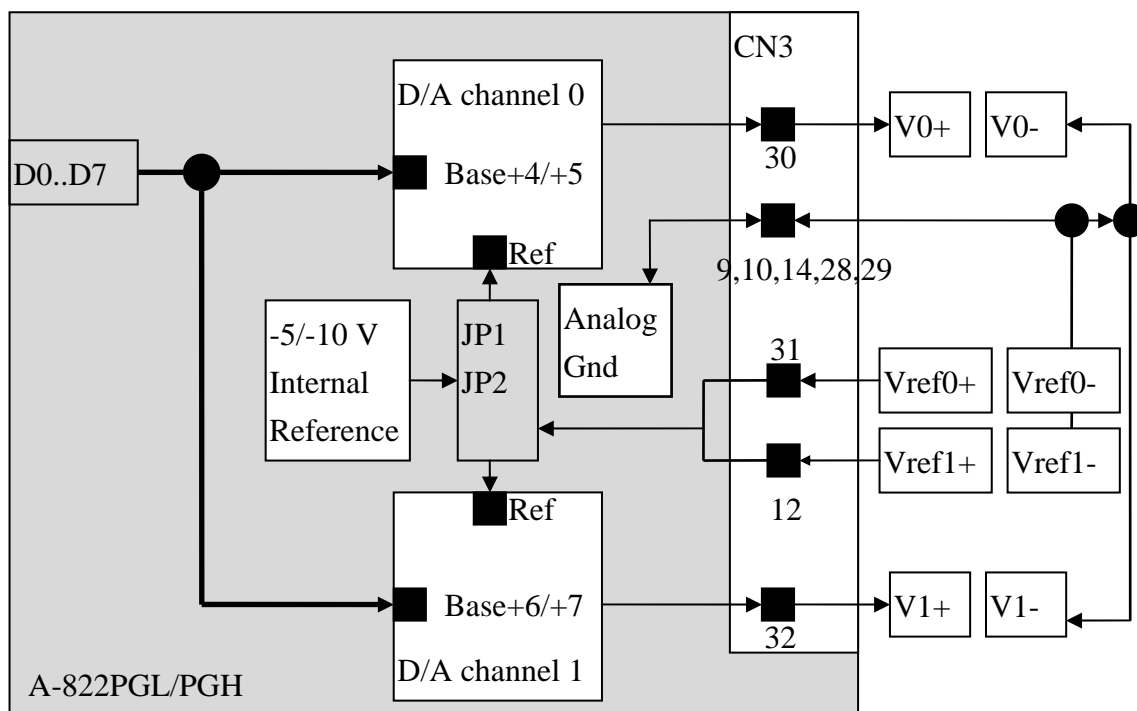 CN3
D/A channel 0
V0+
V0-
30
D0..D7
Base+4/+5
Ref
9,10,14,28,29
-5/-10 V
Internal
Reference
JP1
JP2
Analog
Gnd
31
Vref0+
Vref0-
Vref1+
Vref1-
12
Ref
Base+6/+7
V1+
V1-
32
D/A channel 1
A-822PGL/PGH